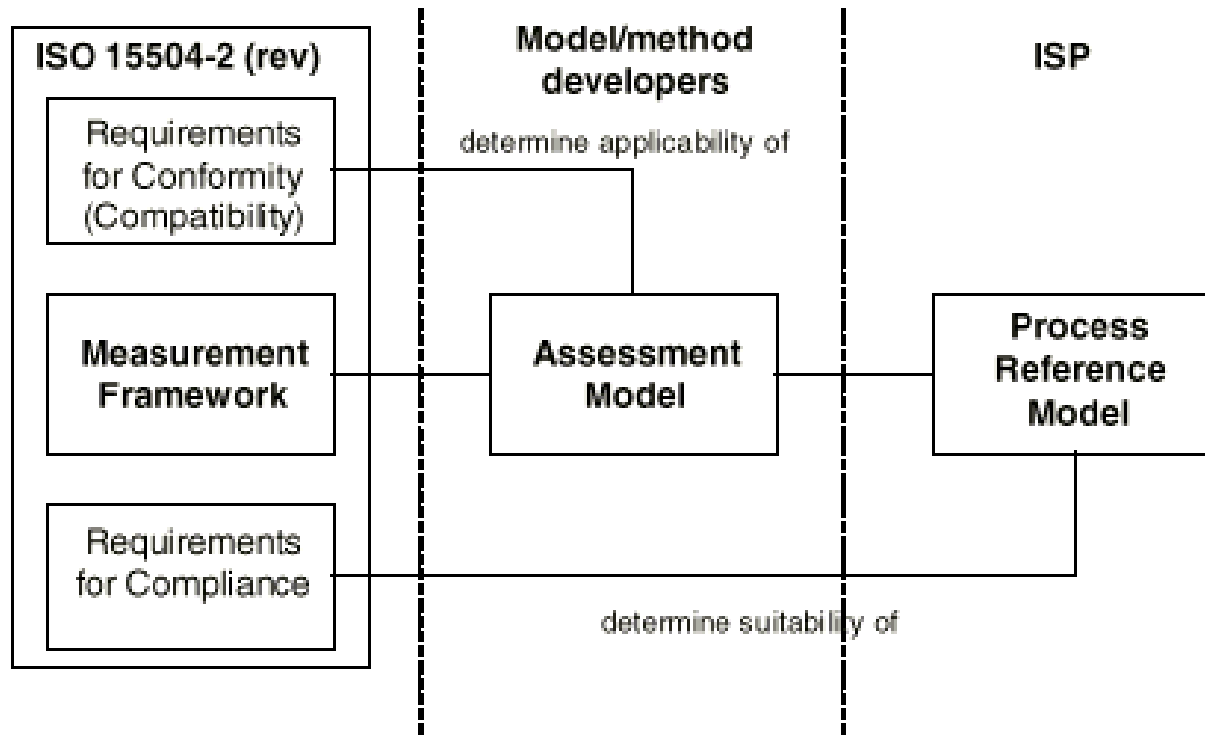 ISO 15504-2 (rev)
Requirements
for Conformity
(Compatibility)
Measurement
Framework
Requirements
for Compliance
Model/method
developers
determine applicability of
Assessment
Model
determine suitability of
ISP
Process
Reference
Model